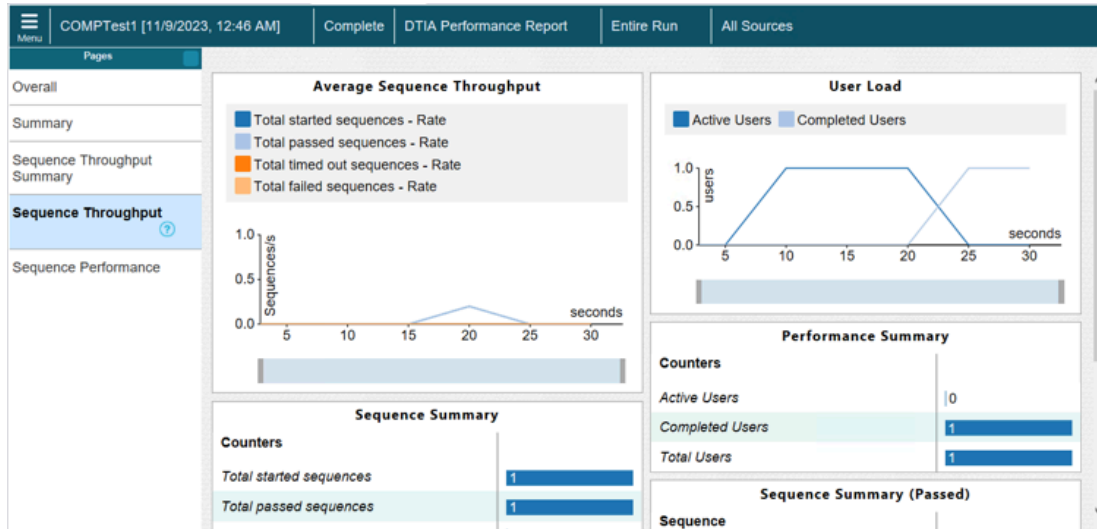 Menu
COMPTest1 [11/9/2023, 12:46 AM]
Complete
DTIA Performance Report
Entire Run
All Sources
Pages
Overall
Summary
Sequence Throughput
Summary
Sequence Throughput
?
Sequence Performance
Average Sequence Throughput
Total started sequences - Rate
Total passed sequences - Rate
Total timed out sequences - Rate
Total failed sequences - Rate
1.0
0.5
0.0
Sequences/s
seconds
5 10 15 20 25 30
Sequence Summary
Counters
Total started sequences 1
Total passed sequences 1
User Load
Active Users Completed Users
1.0
0.5
0.0
users
seconds
5 10 15 20 25 30
Performance Summary
Counters
Active Users 0
Completed Users 1
Total Users 1
Sequence Summary (Passed)
Sequence